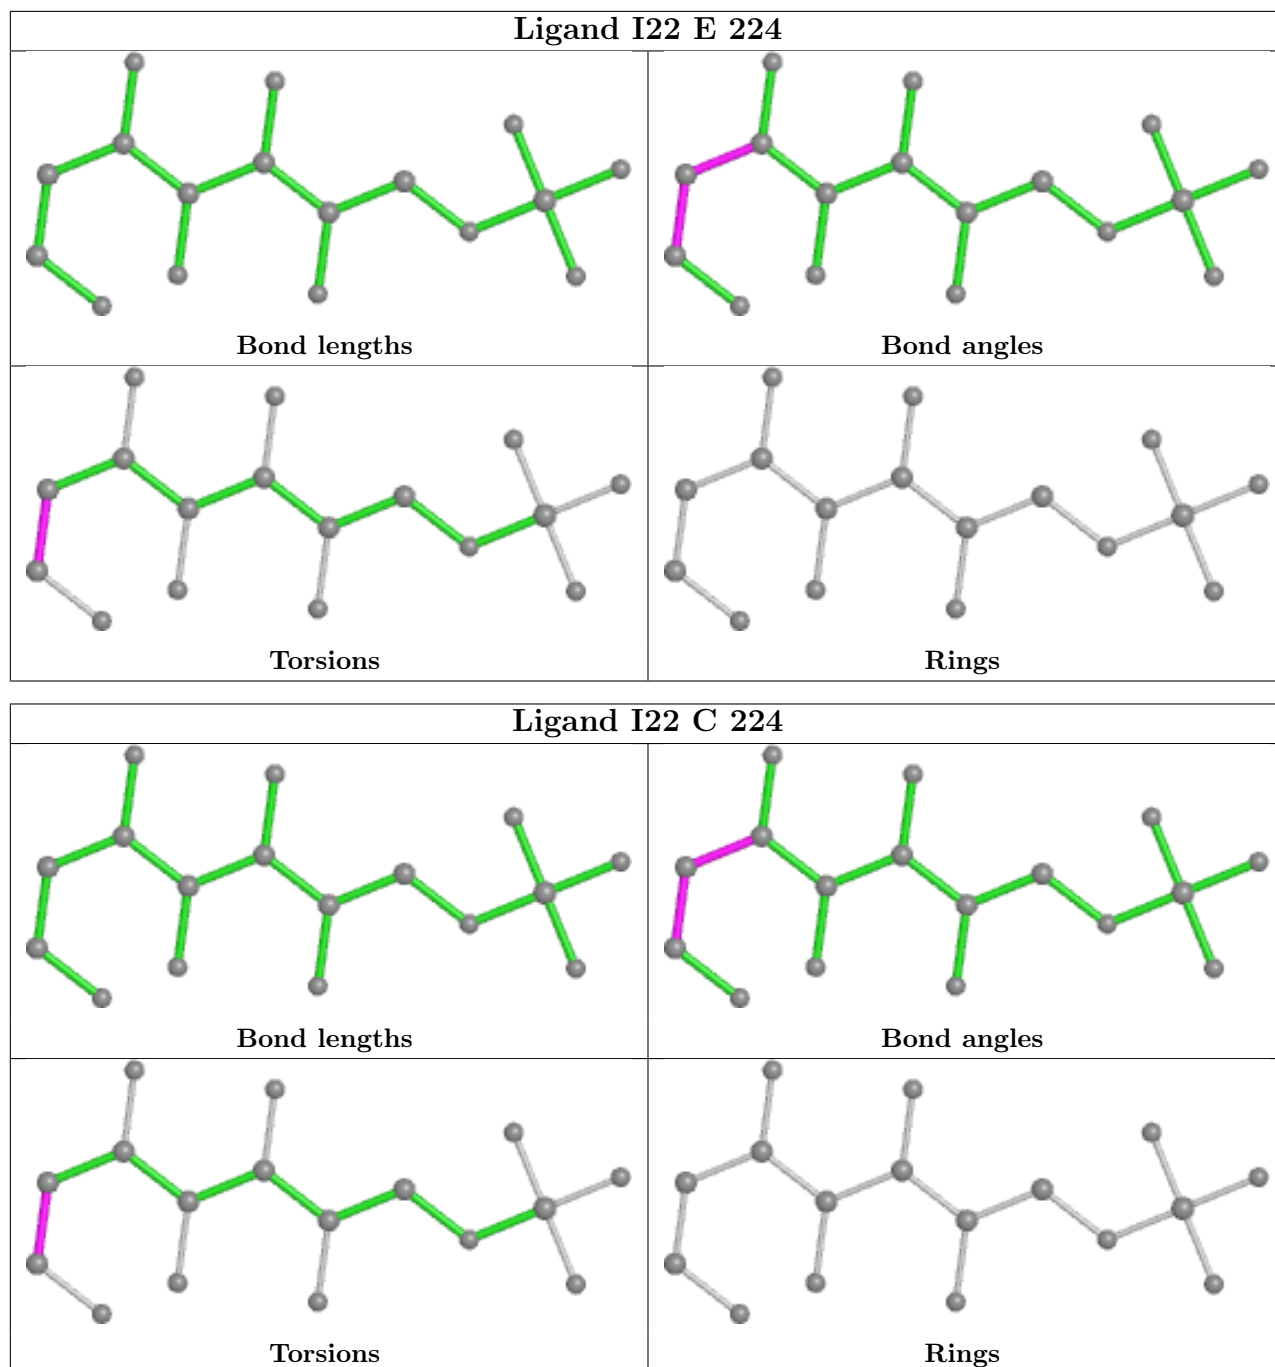 Ligand I22 E 224
Bond lengths
Bond angles
Torsions
Rings
Ligand I22 C 224
Bond lengths
Bond angles
Torsions
Rings